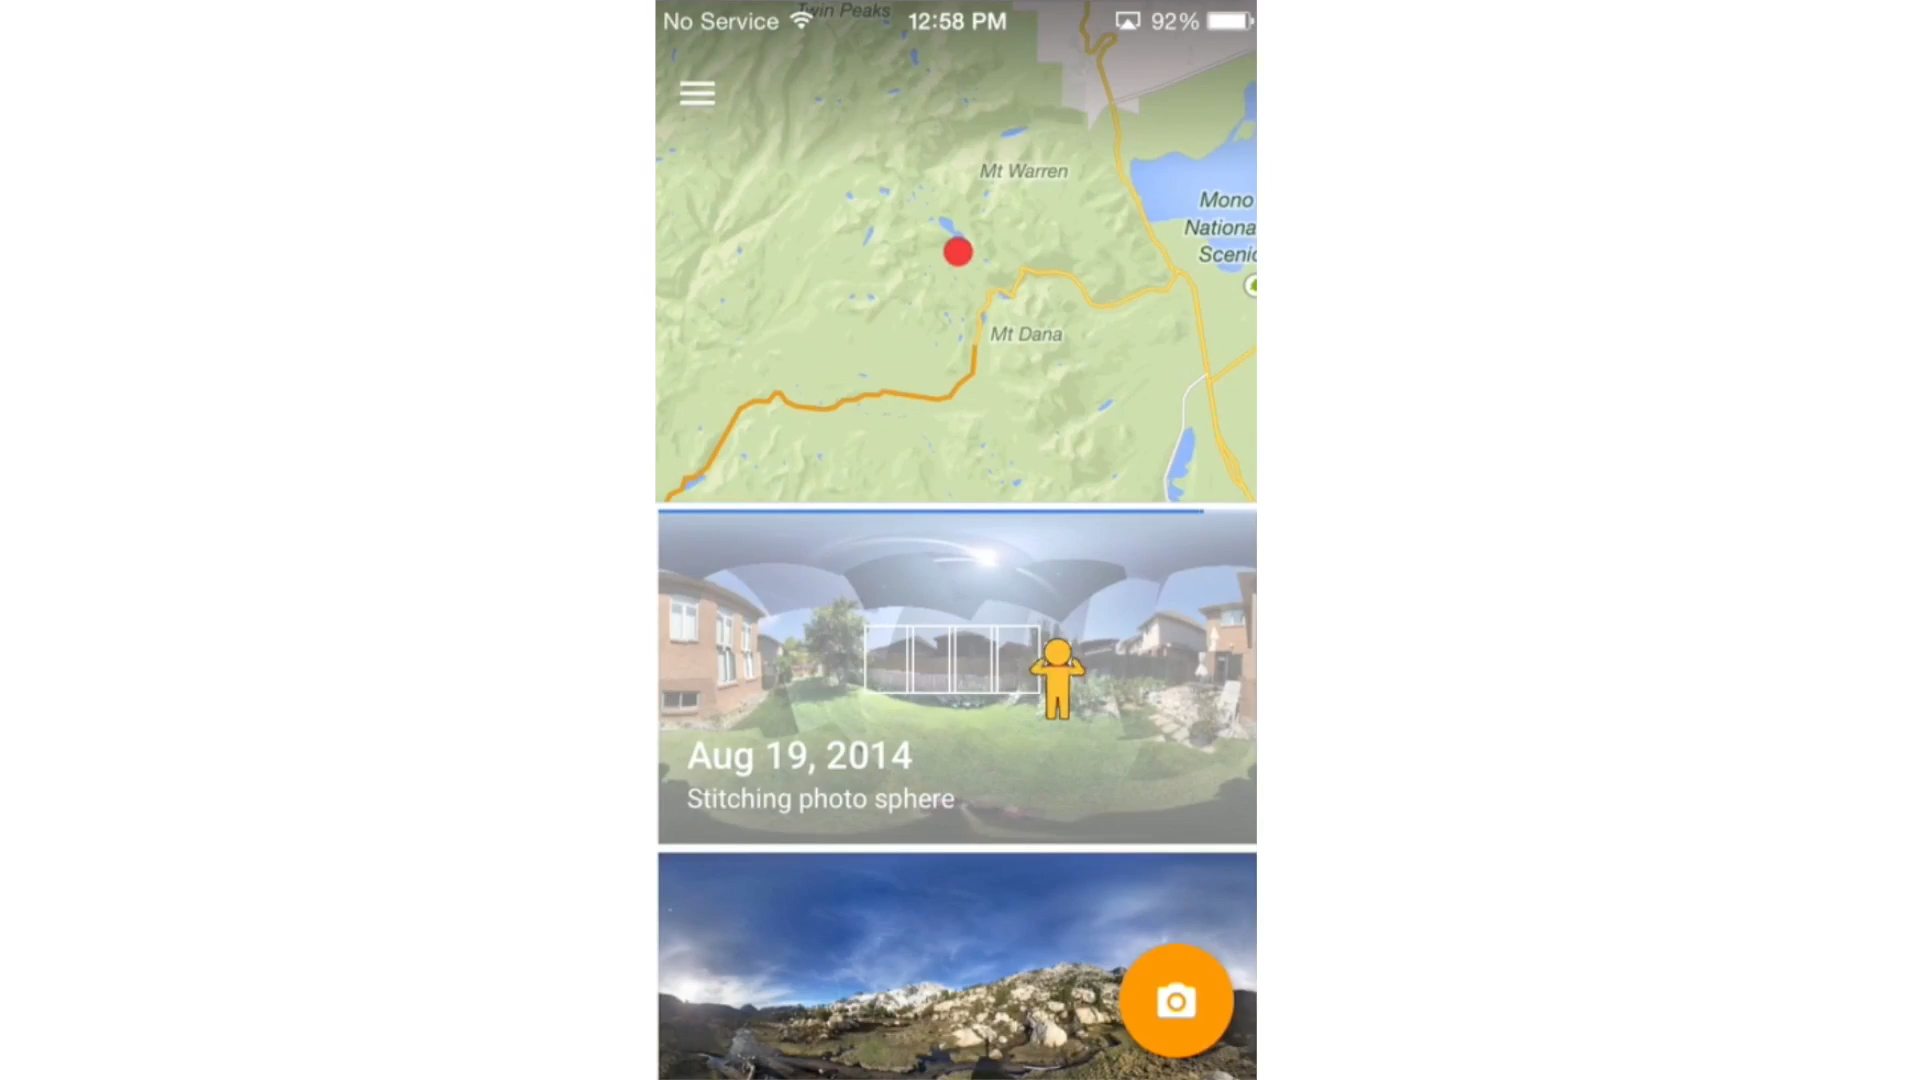 Twin Peaks
No Service 12:58 PM 92%
Mt Warren
Mono
Nationa
Scenic
Mt Dana
Aug 19, 2014
Stitching photo sphere